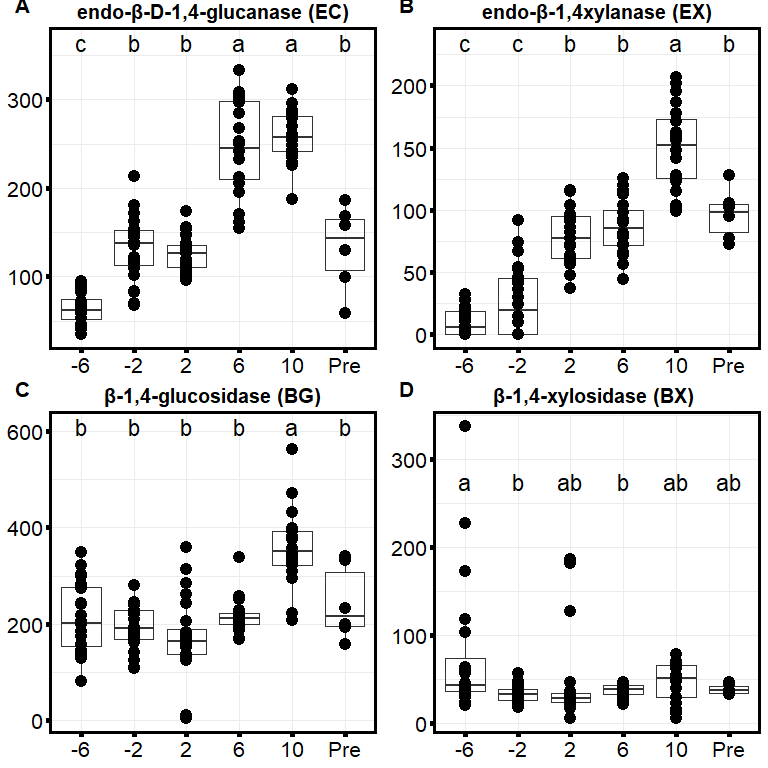 A endo-β-D-1,4-glucanase (EC)
c b b a a b
300
200
100
-6 -2 2 6 10 Pre
B endo-β-1,4xylanase (EX)
c c b b a b
200
150
100
50
0
-6 -2 2 6 10 Pre
C β-1,4-glucosidase (BG)
600
b b b b a b
400
200
0
-6 -2 2 6 10 Pre
D β-1,4-xylosidase (BX)
300
a b ab b ab ab
200
100
0
-6 -2 2 6 10 Pre